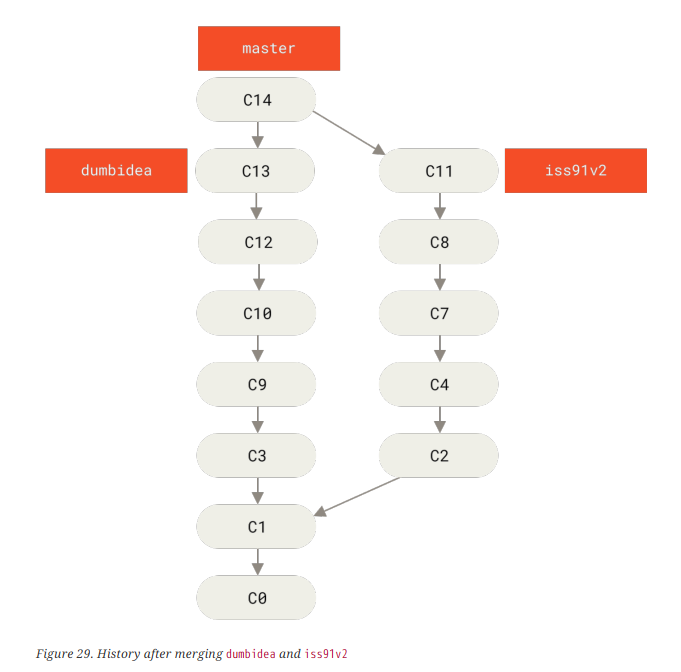 master
C14
dumbidea C13 C11 iss91v2
C12 C8
C10 C7
C9 C4
C3 C2
C1
C0
Figure 29. History after merging dumbidea and iss91v2